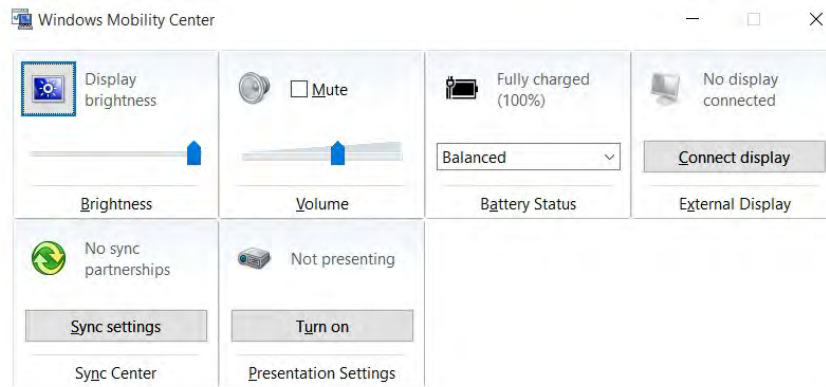 Windows Mobility Center
Display
brightness
Brightness
Mute
Volume
Fully charged
(100%)
Balanced
Battery Status
No display
connected
Connect display
External Display
No sync
partnerships
Sync settings
Sync Center
Not presenting
Turn on
Presentation Settings